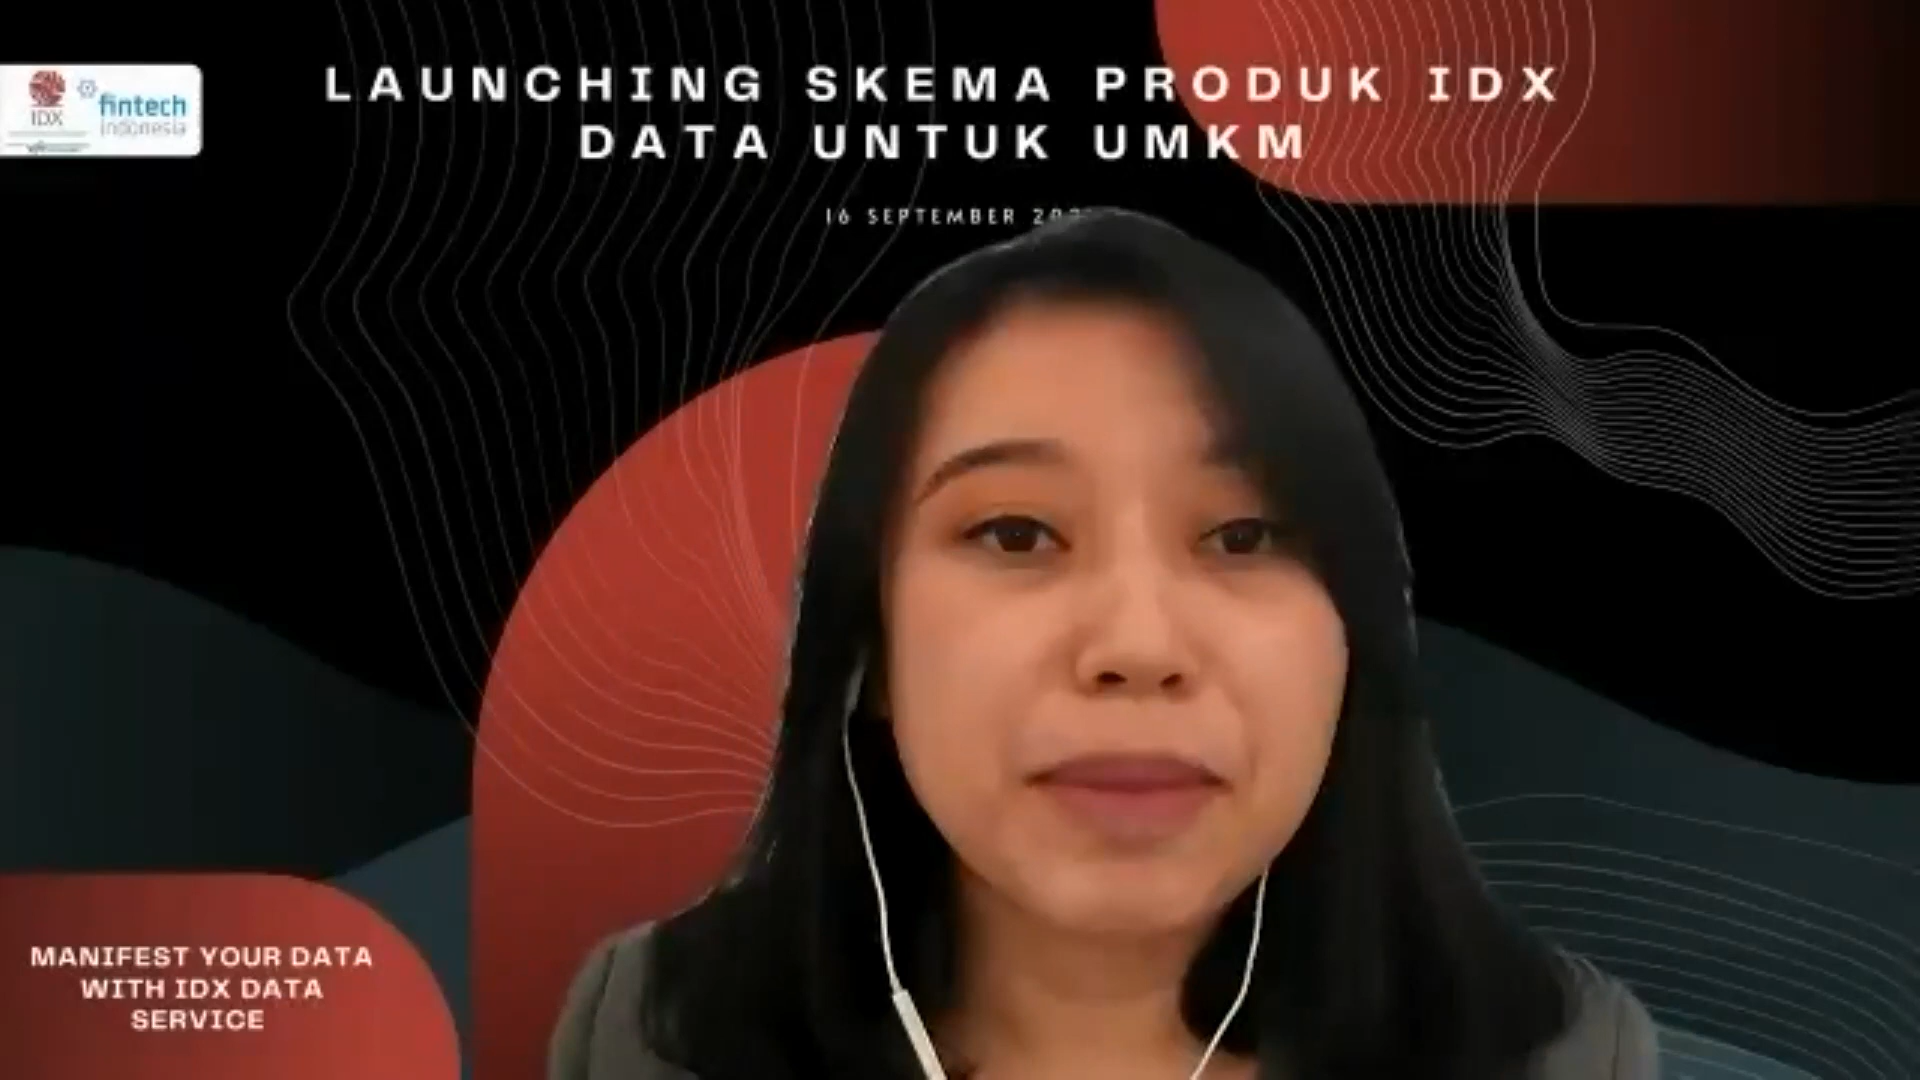 IDX
fintech
indonesia
LAUNCHING SKEMA PRODUK IDX
DATA UNTUK UMKM
16 SEPTEMBER
MANIFEST YOUR DATA
WITH IDX DATA
SERVICE